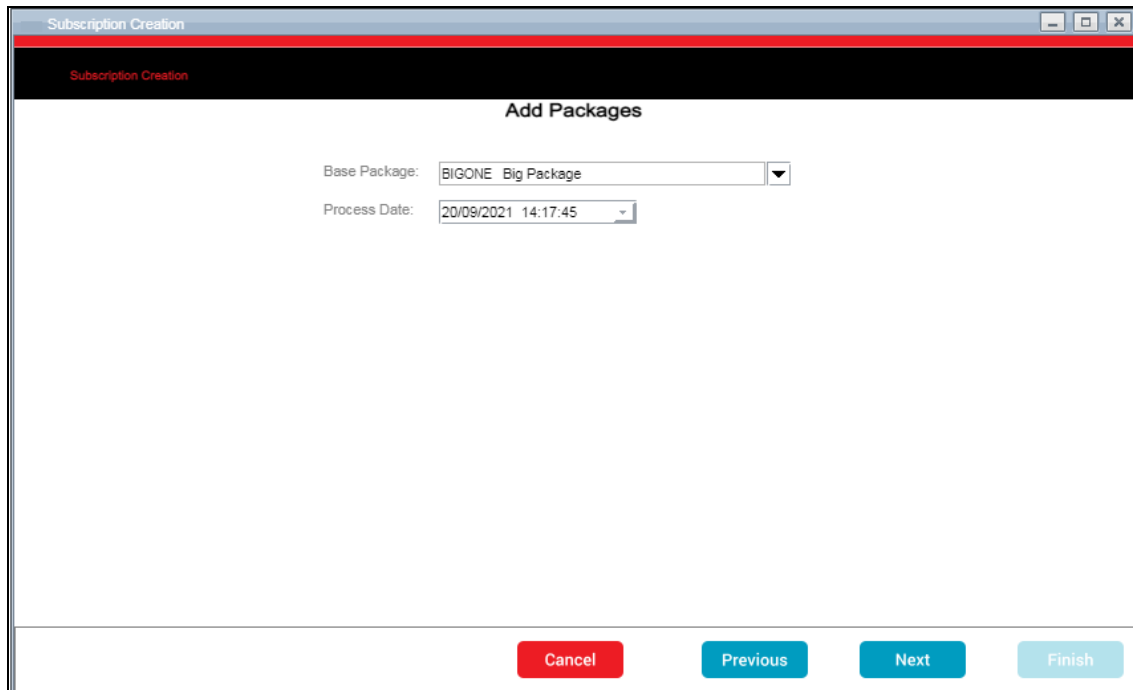 Subscription Creation
Subscription Creation
Add Packages
Base Package: BIGONE Big Package
Process Date: 20/09/2021 14:17:45
Cancel Previous Next Finish